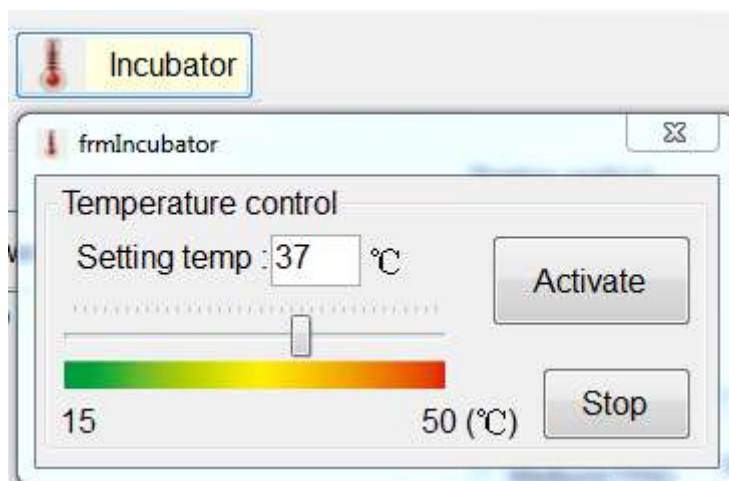 Incubator
frmIncubator
Temperature control
Setting temp : 37 ℃
Activate
15
50 (℃)
Stop